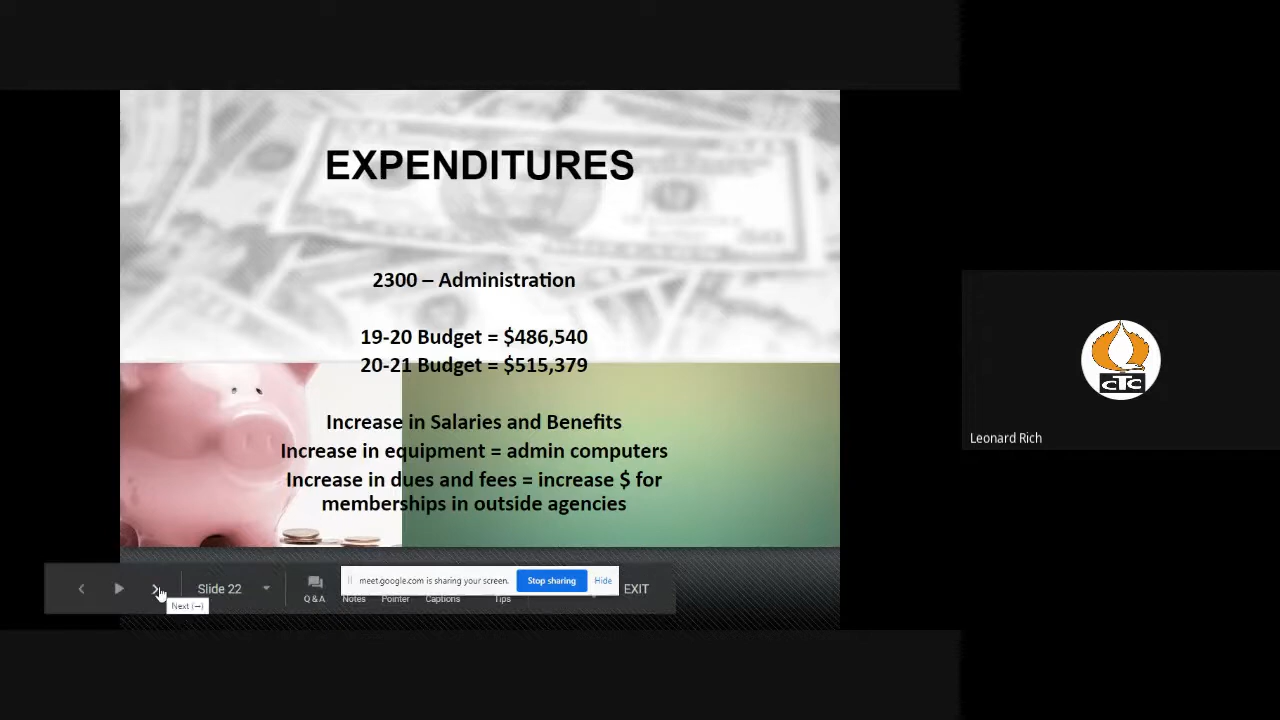 EXPENDITURES
2300 – Administration
19-20 Budget = $486,540
20-21 Budget = $515,379
Increase in Salaries and Benefits
Increase in equipment = admin computers
Increase in dues and fees = increase $ for
memberships in outside agencies
CTC
Leonard Rich
Slide 22
Q & A
Notes
Pointer
Captions
Tips
EXIT
meet.google.com is sharing your screen.
Stop sharing
Hide
Next (→)